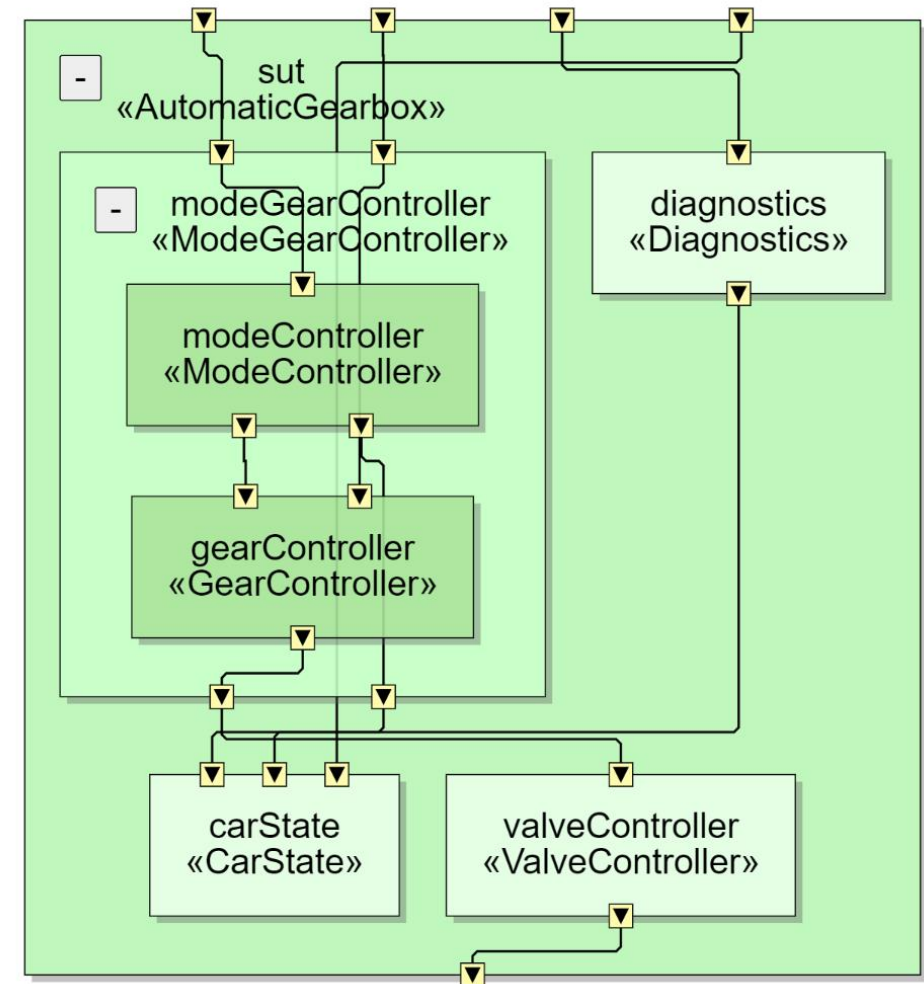 -
sut
«AutomaticGearbox»
-
modeGearController
«ModeGearController»
diagnostics
«Diagnostics»
modeController
«ModeController»
gearController
«GearController»
carState
«CarState»
valveController
«ValveController»